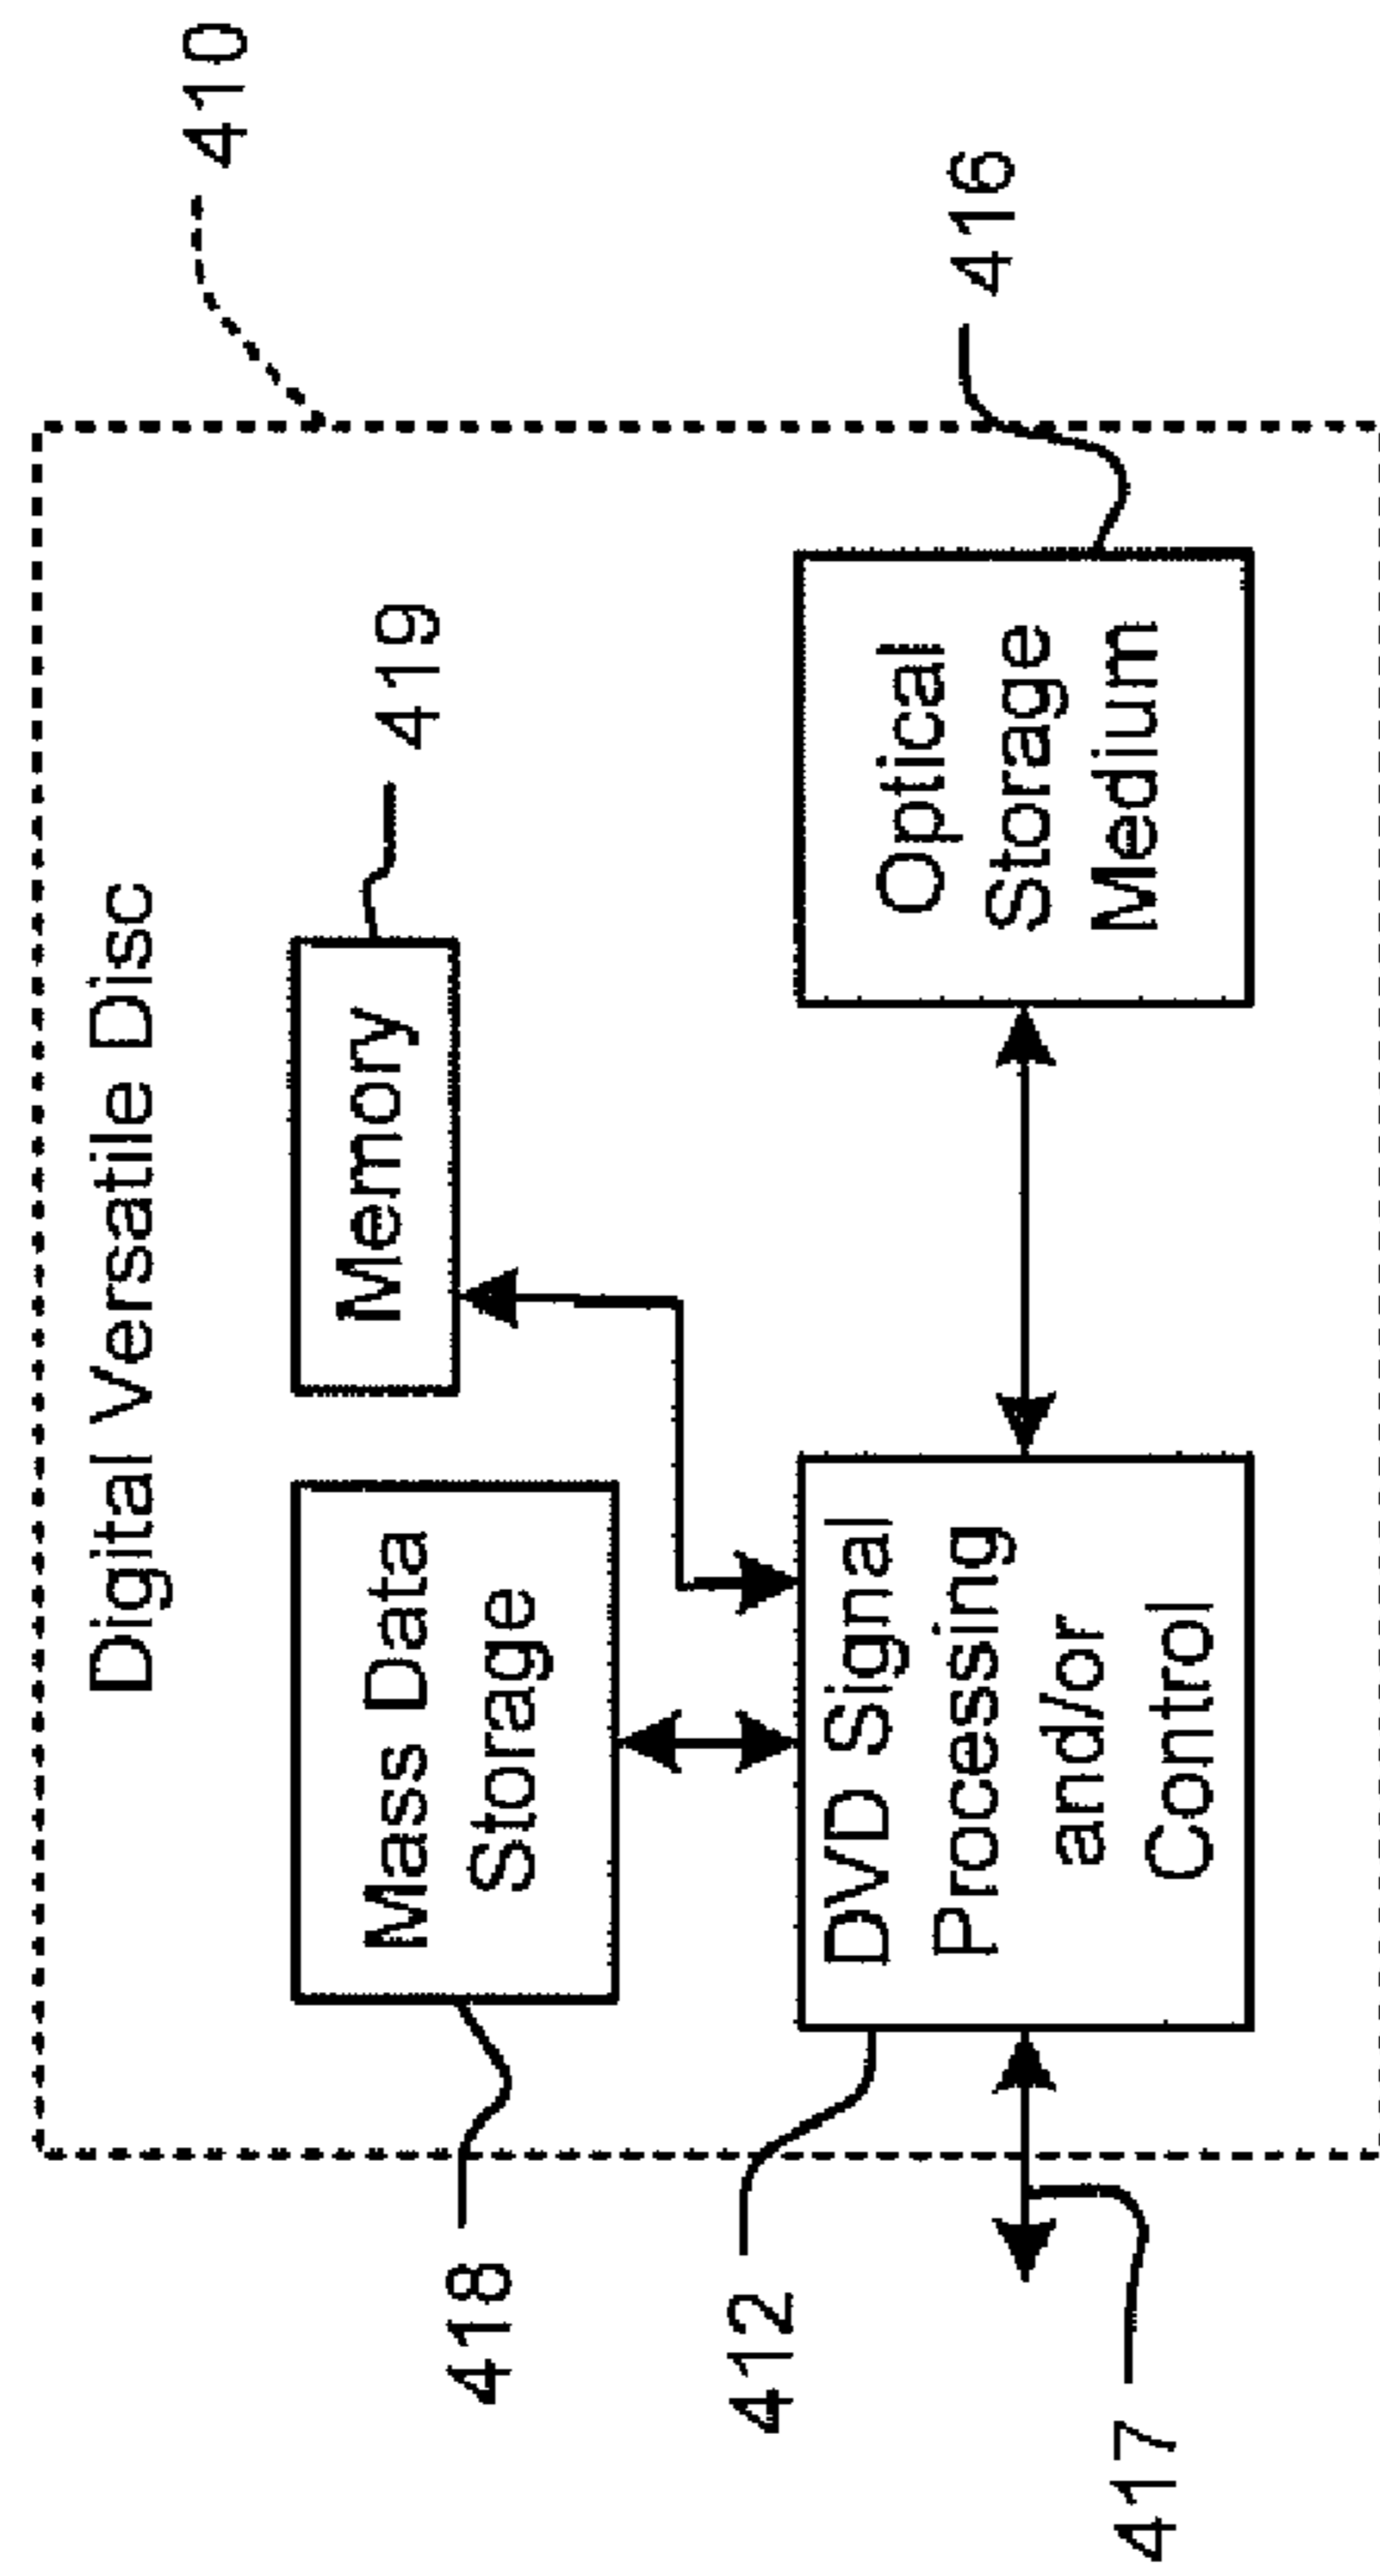 Digital Versatile Disc
410
Mass Data
Storage
Memory
419
418
DVD Signal
Processing
and/or
Control
Optical
Storage
Medium
416
412
417